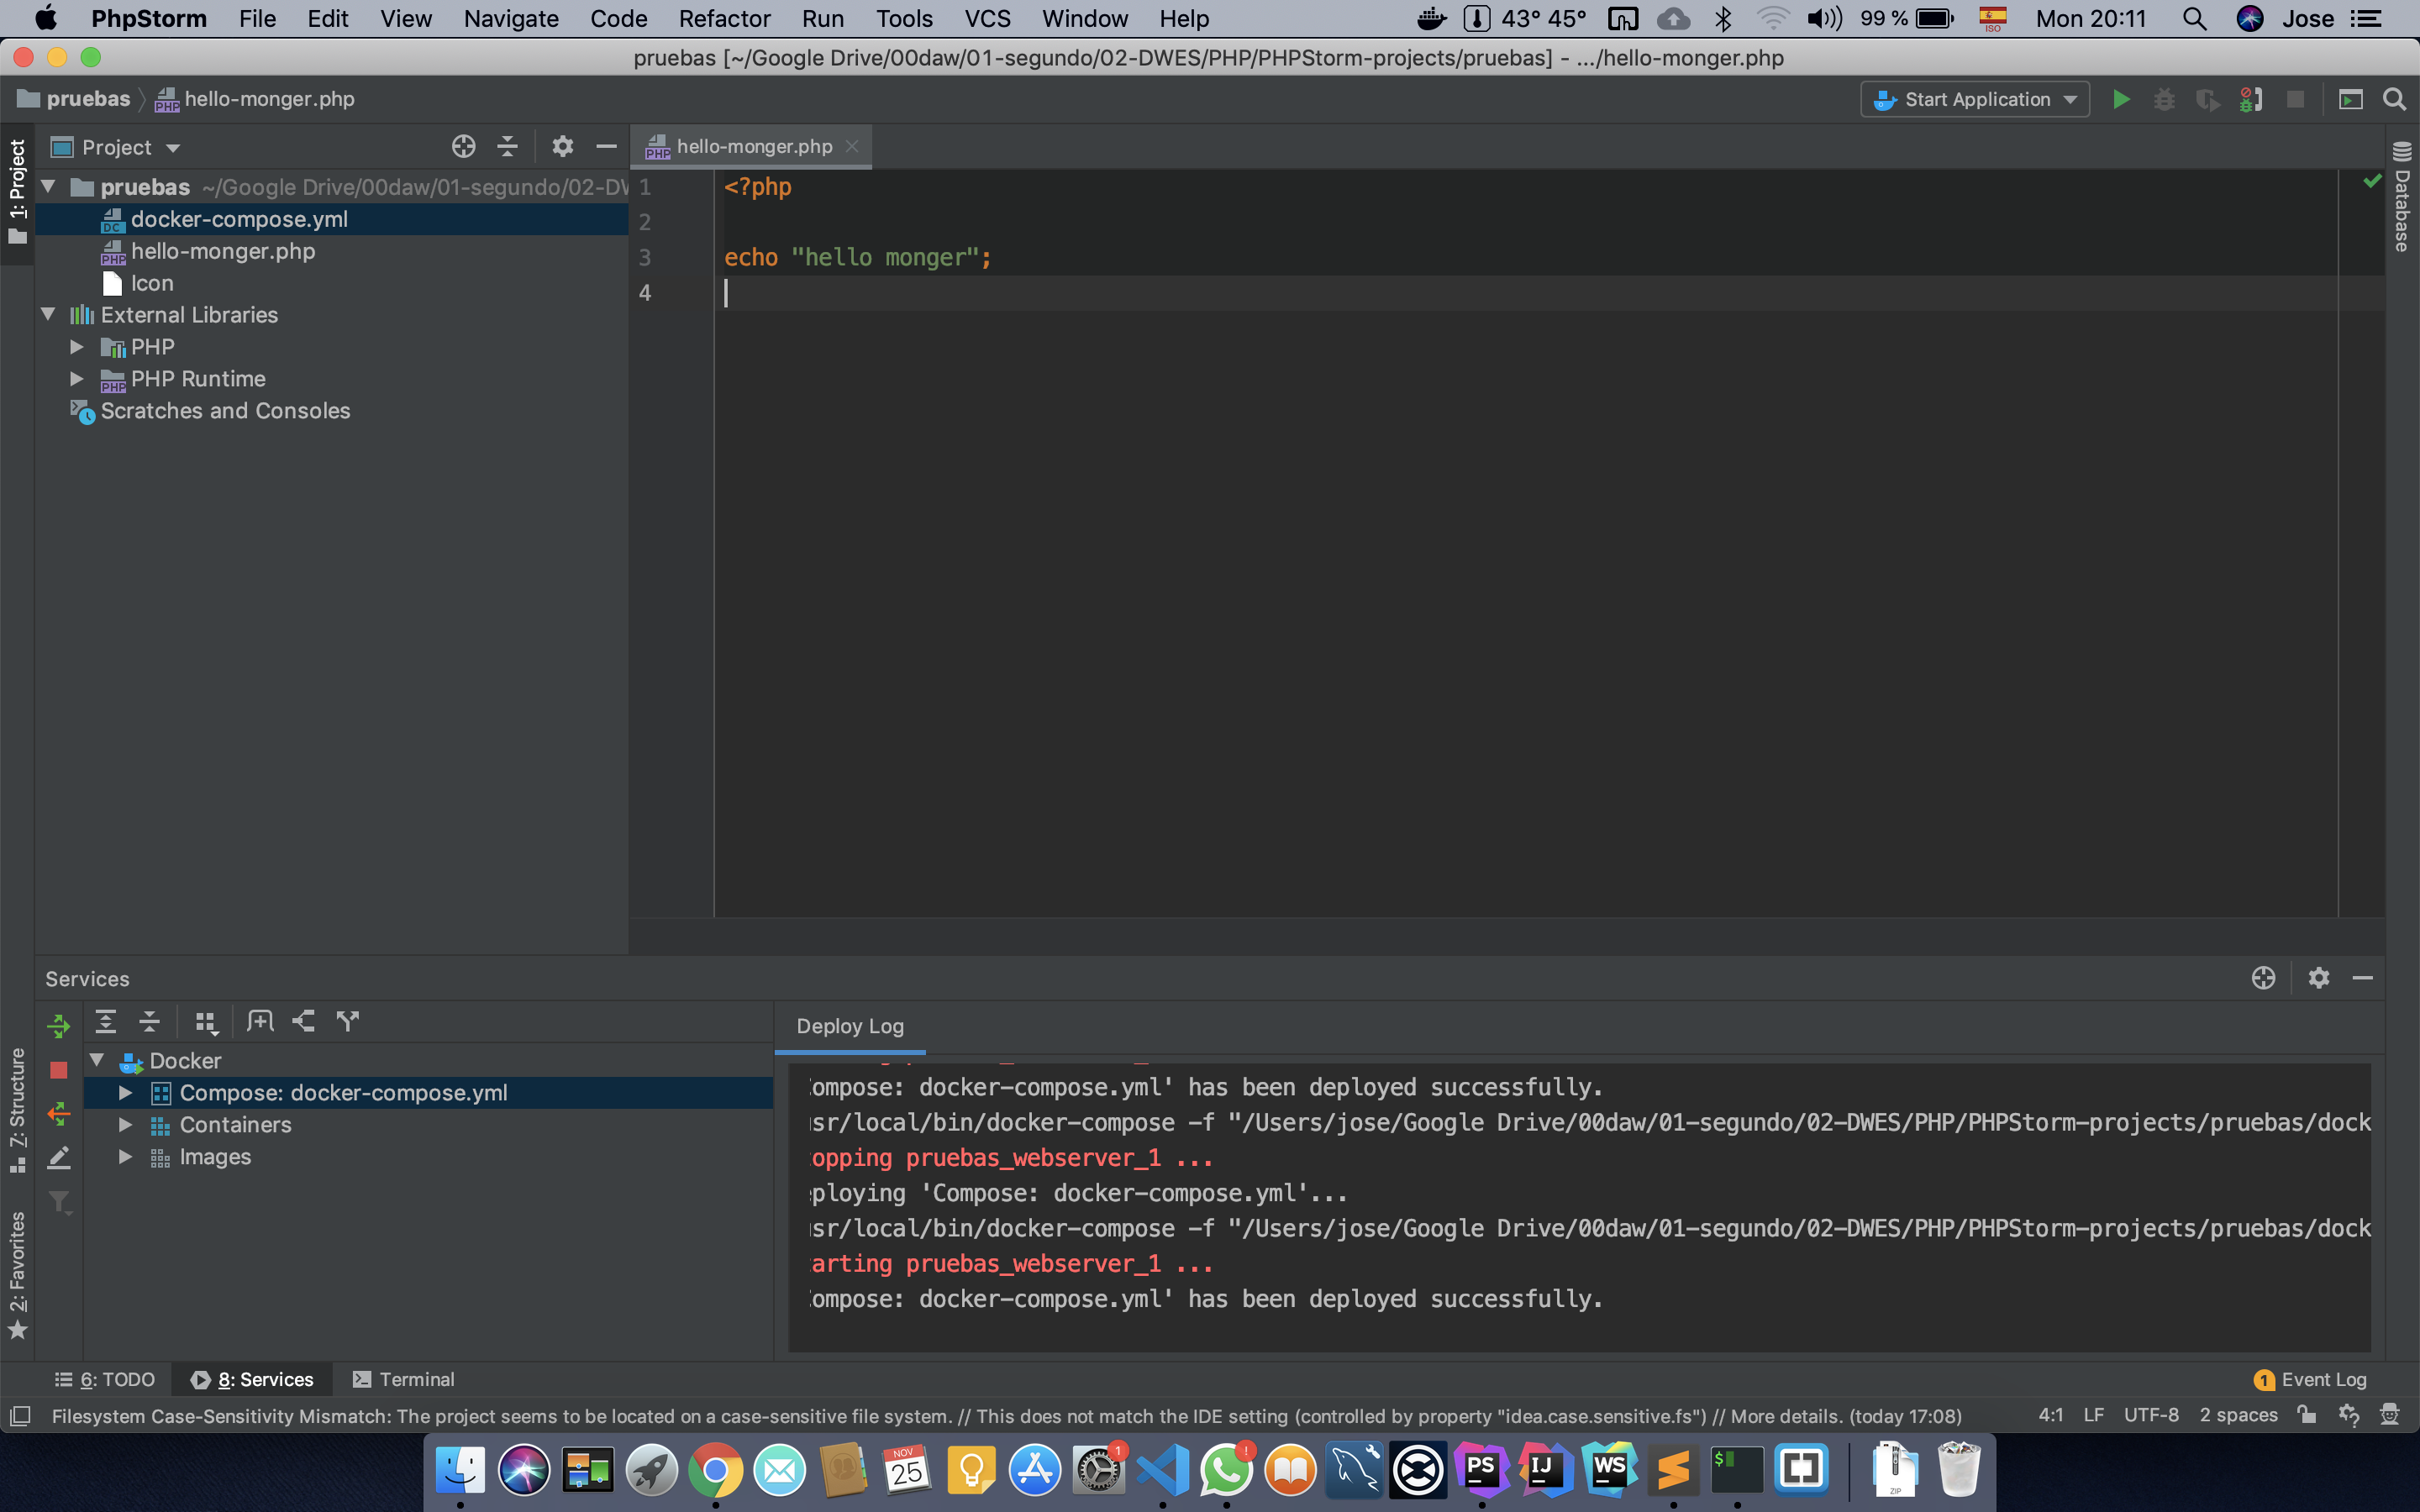 PhpStorm File Edit View Navigate Code Refactor Run Tools VCS Window Help 43° 45° 99 % ISO Mon 20:11 Jose
pruebas [~/Google Drive/00daw/01-segundo/02-DWES/PHP/PHPStorm-projects/pruebas] - .../hello-monger.php
pruebas hello-monger.php Start Application
1: Project
Project
hello-monger.php
pruebas ~/Google Drive/00daw/01-segundo/02-DW
docker-compose.yml
hello-monger.php
Icon
External Libraries
PHP
PHP Runtime
Scratches and Consoles
1 <?php
2
3 echo "hello monger";
4
Database
Services
Deploy Log
Docker
Compose: docker-compose.yml
Containers
Images
ompose: docker-compose.yml' has been deployed successfully.
sr/local/bin/docker-compose -f "/Users/jose/Google Drive/00daw/01-segundo/02-DWES/PHP/PHPStorm-projects/pruebas/dock
opping pruebas_webserver_1 ...
ploying 'Compose: docker-compose.yml'...
sr/local/bin/docker-compose -f "/Users/jose/Google Drive/00daw/01-segundo/02-DWES/PHP/PHPStorm-projects/pruebas/dock
arting pruebas_webserver_1 ...
ompose: docker-compose.yml' has been deployed successfully.
7: Structure
2: Favorites
6: TODO 8: Services Terminal 1 Event Log
Filesystem Case-Sensitivity Mismatch: The project seems to be located on a case-sensitive file system. // This does not match the IDE setting (controlled by property "idea.case.sensitive.fs") // More details. (today 17:08) 4:1 LF UTF-8 2 spaces
NOV
25
1
!
PS
IJ
WS
$
ZIP